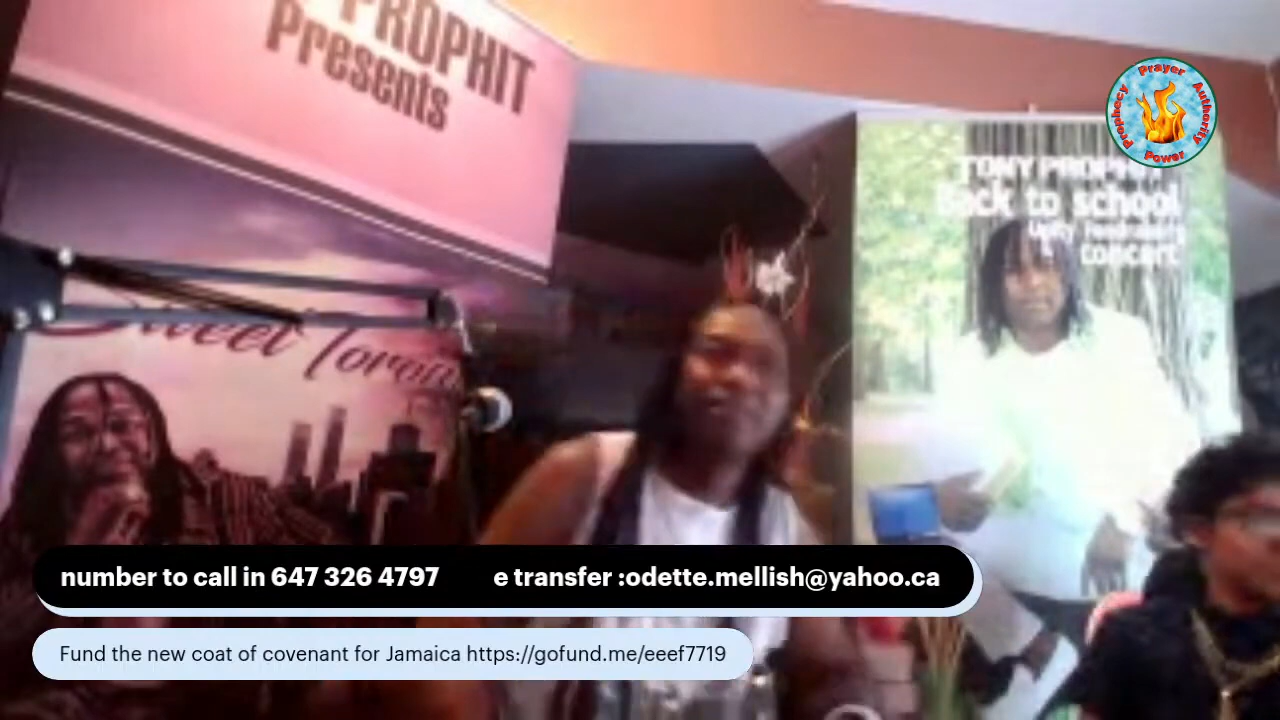 PROPHIT
Presents
Prayer
Authority
Power
Prophecy
TONY PROPHIT
Back to school
concert
Sweet Toronto
number to call in 647 326 4797 e transfer :odette.mellish@yahoo.ca
Fund the new coat of covenant for Jamaica https://gofund.me/eeef7719